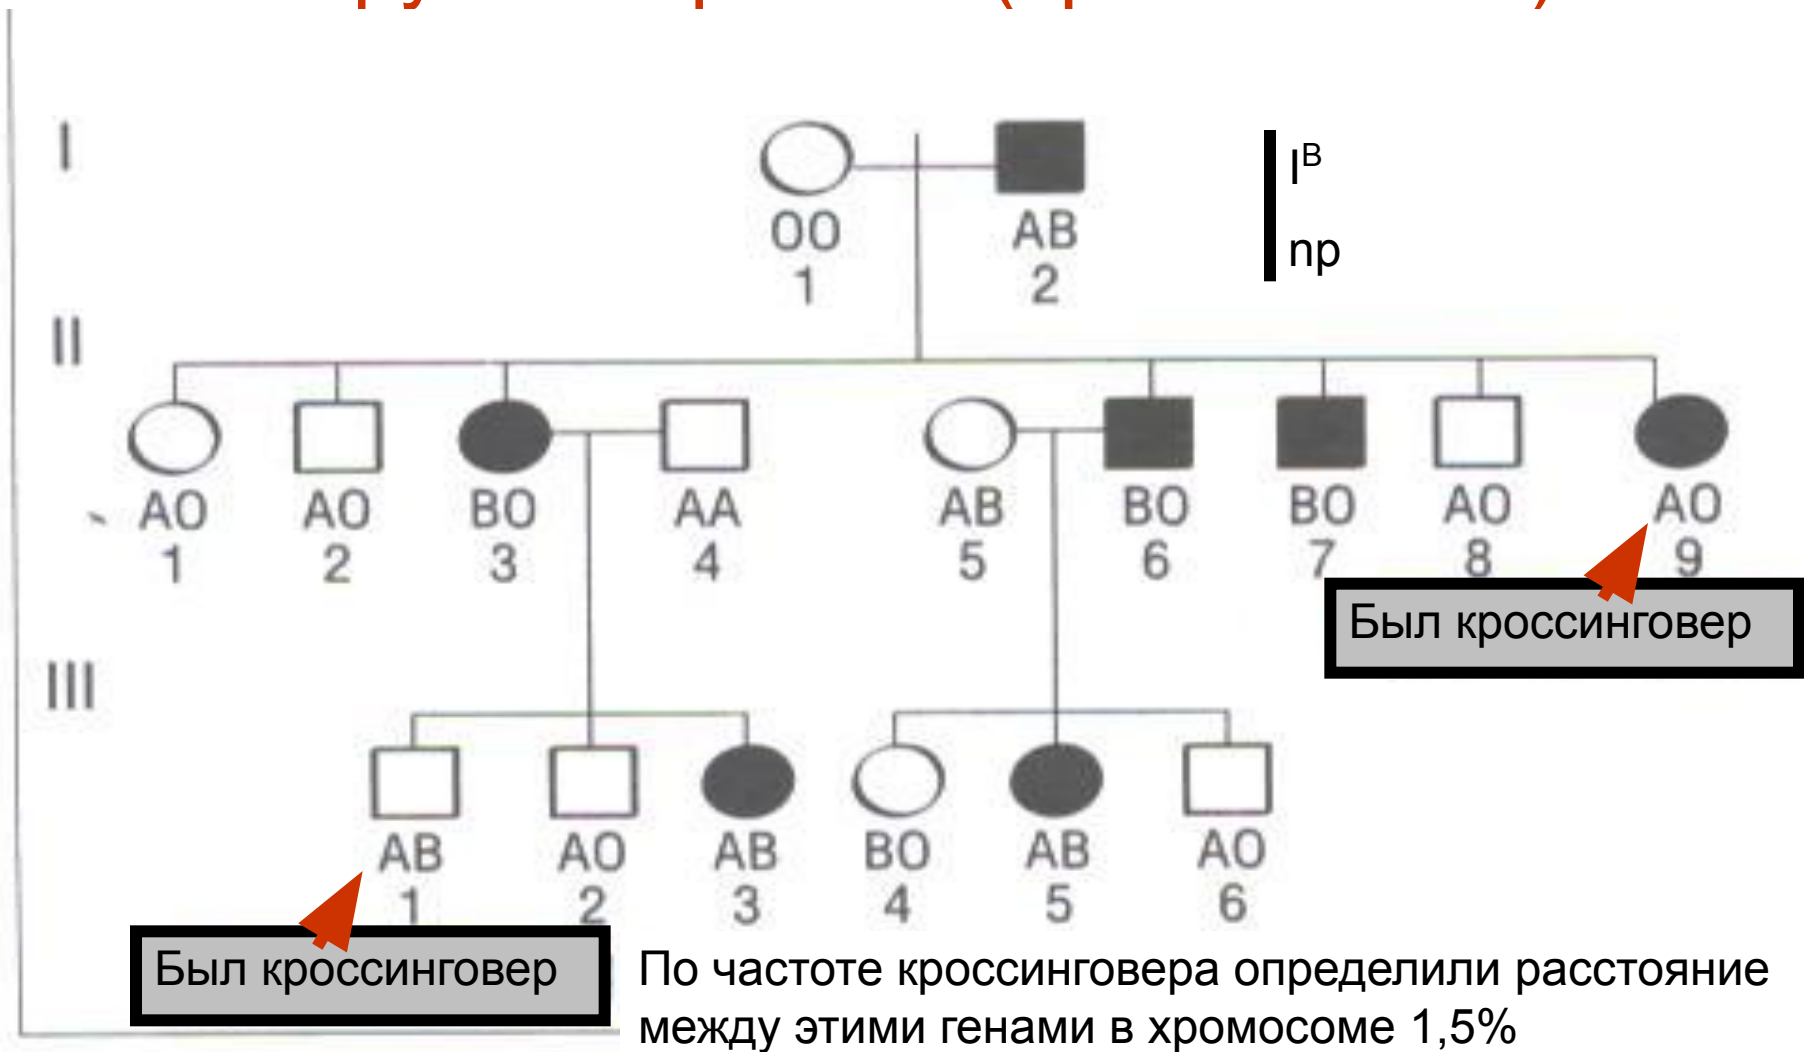 I
I^B
OO
AB
np
1
2
II
AO
AO
BO
AA
AB
BO
BO
AO
AO
1
2
3
4
5
6
7
8
9
Был кроссинговер
III
AB
AO
AB
BO
AB
AO
1
2
3
4
5
6
Был кроссинговер
По частоте кроссинговера определили расстояние
между этими генами в хромосоме 1,5%